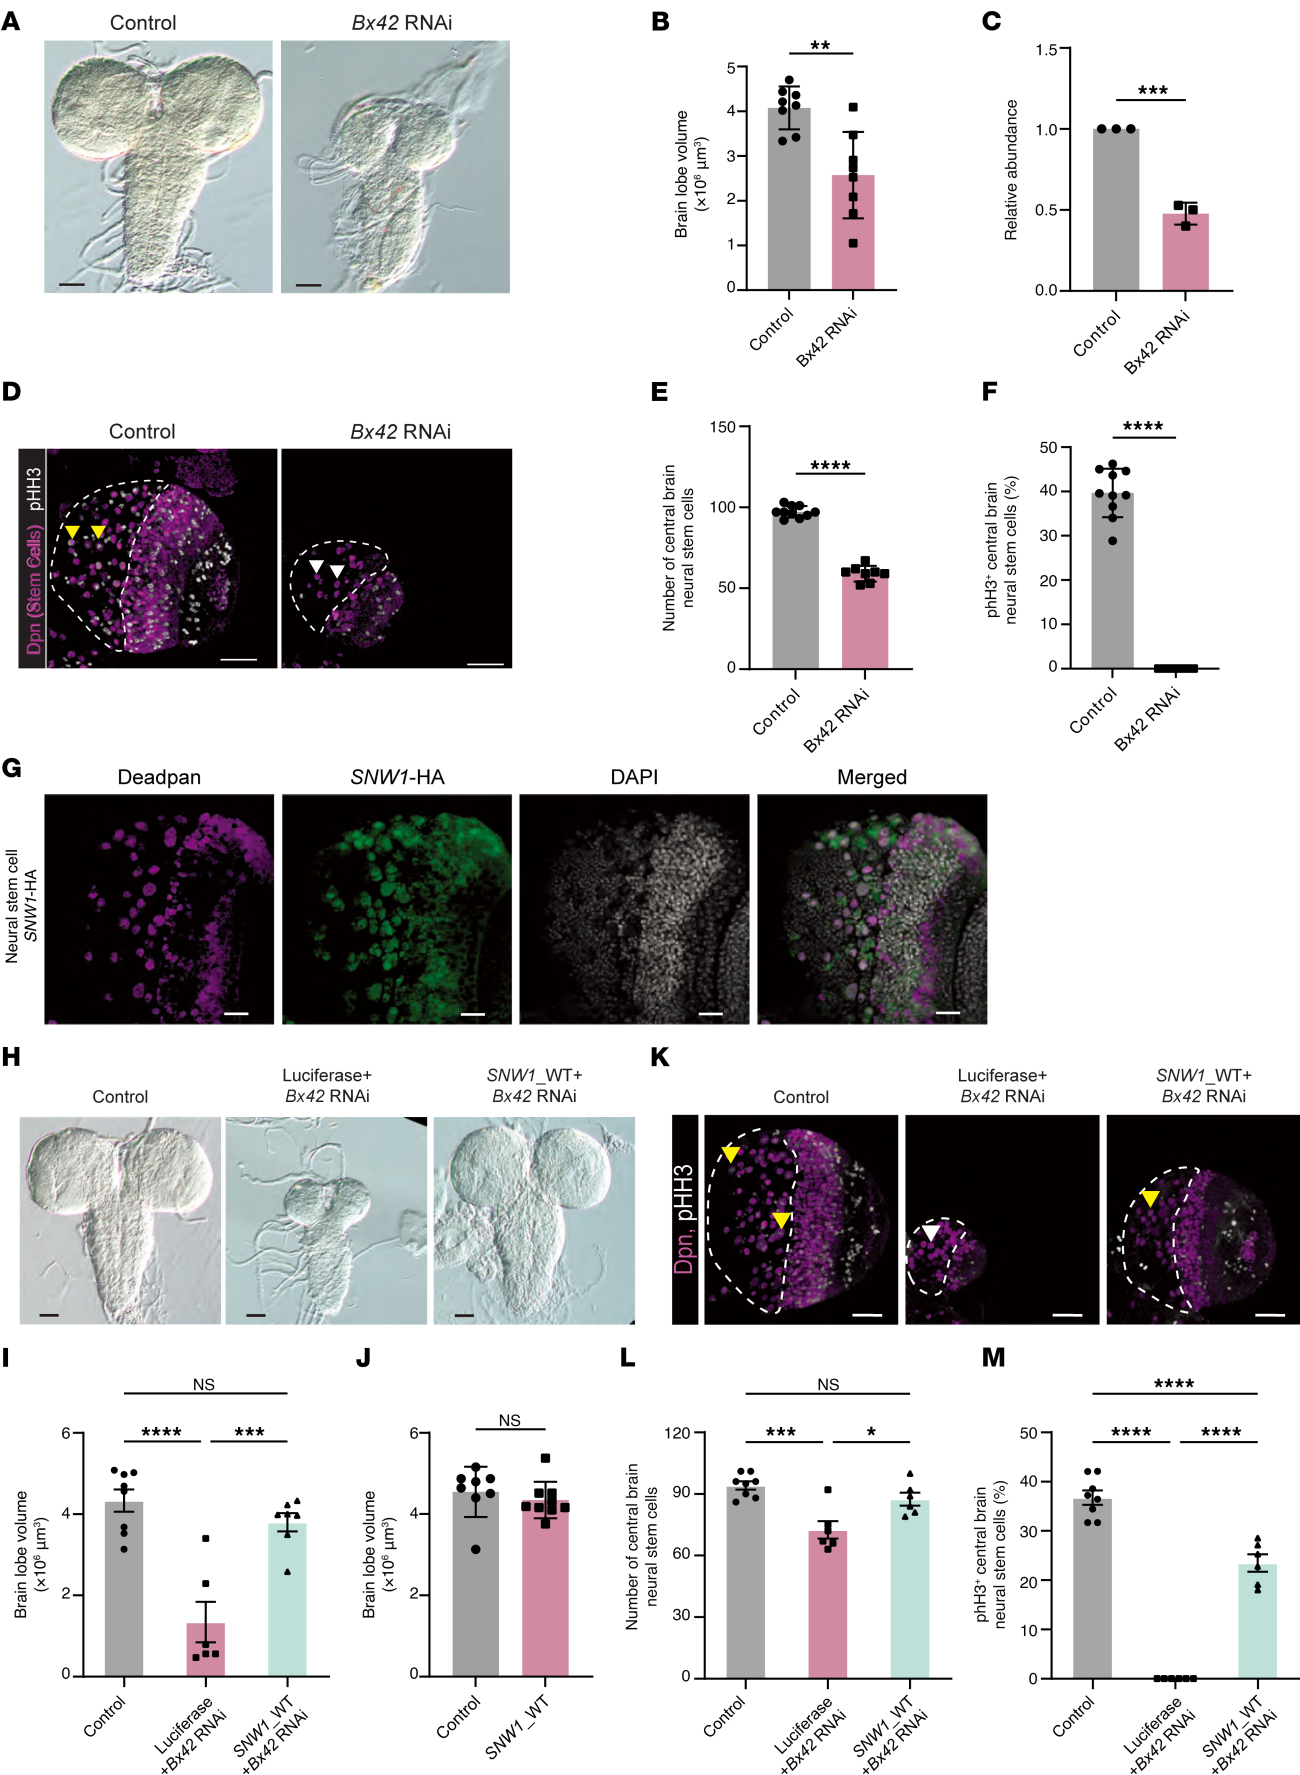 A
Control
Bx42 RNAi
B
**
Brain lobe volume
(×10⁶ µm³)
5
4
3
2
1
0
Control
Bx42 RNAi
C
***
Relative abundance
1.5
1.0
0.5
0.0
Control
Bx42 RNAi
D
Control
Bx42 RNAi
Dpn (Stem Cells) pHH3
E
****
Number of central brain
neural stem cells
150
100
50
0
Control
Bx42 RNAi
F
****
phH3⁺ central brain
neural stem cells (%)
50
40
30
20
10
0
Control
Bx42 RNAi
G
Deadpan
SNW1-HA
DAPI
Merged
Neural stem cell
SNW1-HA
H
Control
Luciferase+
Bx42 RNAi
SNW1_WT+
Bx42 RNAi
K
Control
Luciferase+
Bx42 RNAi
SNW1_WT+
Bx42 RNAi
Dpn, pHH3
I
NS
****
***
Brain lobe volume
(×10⁶ µm³)
6
4
2
0
Control
Luciferase
+Bx42 RNAi
SNW1_WT
+Bx42 RNAi
J
NS
Brain lobe volume
(×10⁶ µm³)
6
4
2
0
Control
SNW1_WT
L
NS
***
*
Number of central brain
neural stem cells
120
90
60
30
0
Control
Luciferase
+Bx42 RNAi
SNW1_WT
+Bx42 RNAi
M
****
****
****
phH3⁺ central brain
neural stem cells (%)
50
40
30
20
10
0
Control
Luciferase
+Bx42 RNAi
SNW1_WT
+Bx42 RNAi